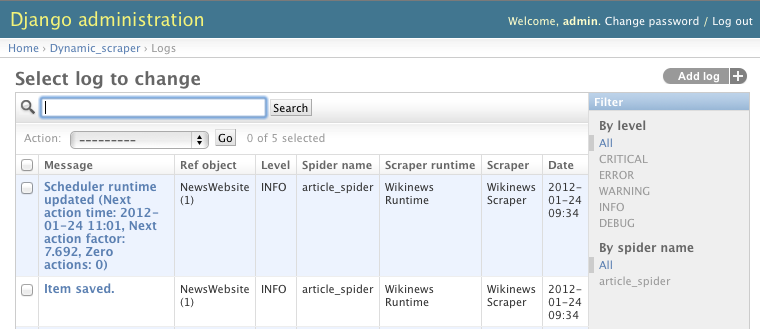 Django administration
Welcome, admin. Change password / Log out
Home › Dynamic_scraper › Logs
Select log to change
Add log
Search
Filter
Action: --------- Go 0 of 5 selected
By level
All
CRITICAL
ERROR
WARNING
INFO
DEBUG
By spider name
All
article_spider
Message Ref object Level Spider name Scraper runtime Scraper Date
Scheduler runtime
updated (Next
action time: 2012-
01-24 11:01, Next
action factor:
7.692, Zero
actions: 0)
NewsWebsite
(1)
INFO
article_spider
Wikinews
Runtime
Wikinews
Scraper
2012-
01-24
09:34
Item saved.
NewsWebsite
(1)
INFO
article_spider
Wikinews
Runtime
Wikinews
Scraper
2012-
01-24
09:34